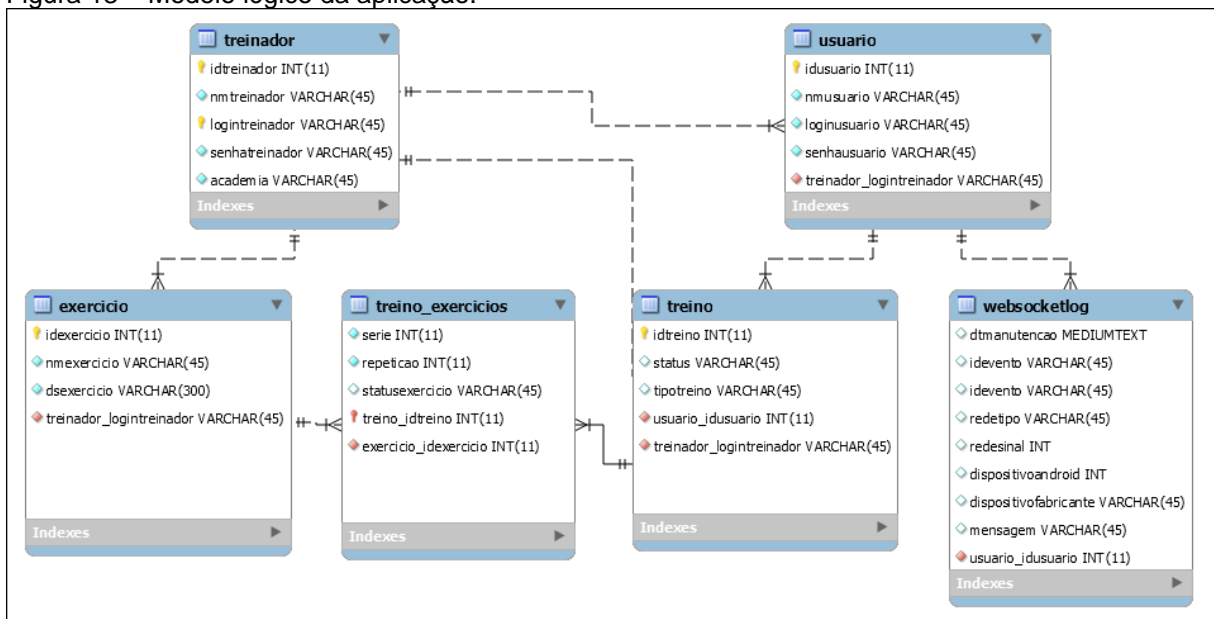 Figura 18 – Modelo lógico da aplicação.
treinador
idtreinador INT(11)
nmtreinador VARCHAR(45)
logintreinador VARCHAR(45)
senhatreinador VARCHAR(45)
academia VARCHAR(45)
Indexes
usuario
idusuario INT(11)
nmusuario VARCHAR(45)
loginusuario VARCHAR(45)
senhausuario VARCHAR(45)
treinador_logintreinador VARCHAR(45)
Indexes
exercicio
idexercicio INT(11)
nmexercicio VARCHAR(45)
dsexercicio VARCHAR(300)
treinador_logintreinador VARCHAR(45)
Indexes
treino_exercicios
serie INT(11)
repeticao INT(11)
statusexercicio VARCHAR(45)
treino_idtreino INT(11)
exercicio_idexercicio INT(11)
Indexes
treino
idtreino INT(11)
status VARCHAR(45)
tipotreino VARCHAR(45)
usuario_idusuario INT(11)
treinador_logintreinador VARCHAR(45)
Indexes
websocketlog
dtmanutencao MEDIUMTEXT
idevento VARCHAR(45)
idevento VARCHAR(45)
redetipo VARCHAR(45)
redesinal INT
dispositivoandroid INT
dispositivofabricante VARCHAR(45)
mensagem VARCHAR(45)
usuario_idusuario INT(11)
Indexes